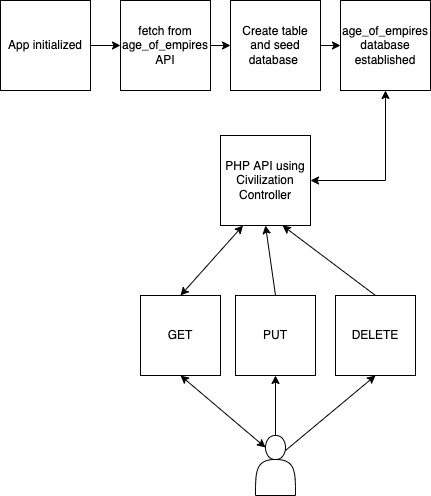 App initialized
fetch from
age_of_empires
API
Create table
and seed
database
age_of_empires
database
established
PHP API using
Civilization
Controller
GET
PUT
DELETE